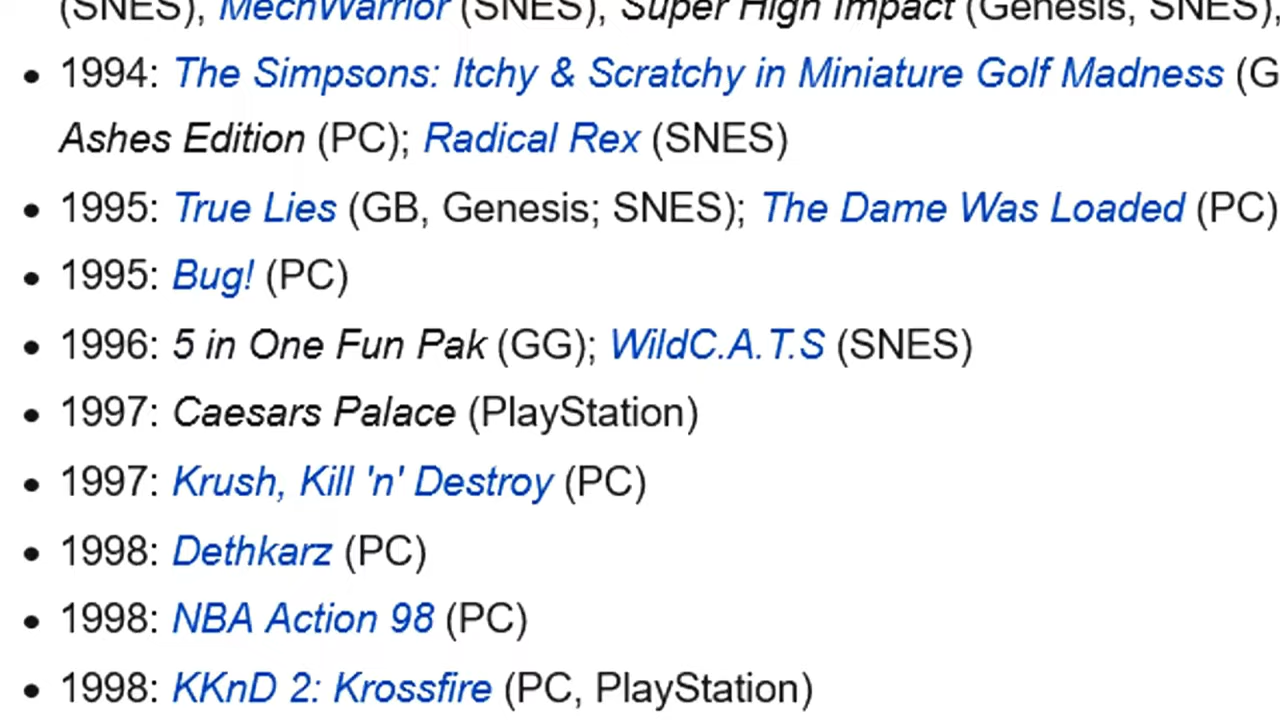 (SNES), MechWarrior (SNES), Super High Impact (Genesis, SNES),
• 1994: The Simpsons: Itchy & Scratchy in Miniature Golf Madness (G
Ashes Edition (PC); Radical Rex (SNES)
• 1995: True Lies (GB, Genesis; SNES); The Dame Was Loaded (PC)
• 1995: Bug! (PC)
• 1996: 5 in One Fun Pak (GG); WildC.A.T.S (SNES)
• 1997: Caesars Palace (PlayStation)
• 1997: Krush, Kill 'n' Destroy (PC)
• 1998: Dethkarz (PC)
• 1998: NBA Action 98 (PC)
• 1998: KKnD 2: Krossfire (PC, PlayStation)